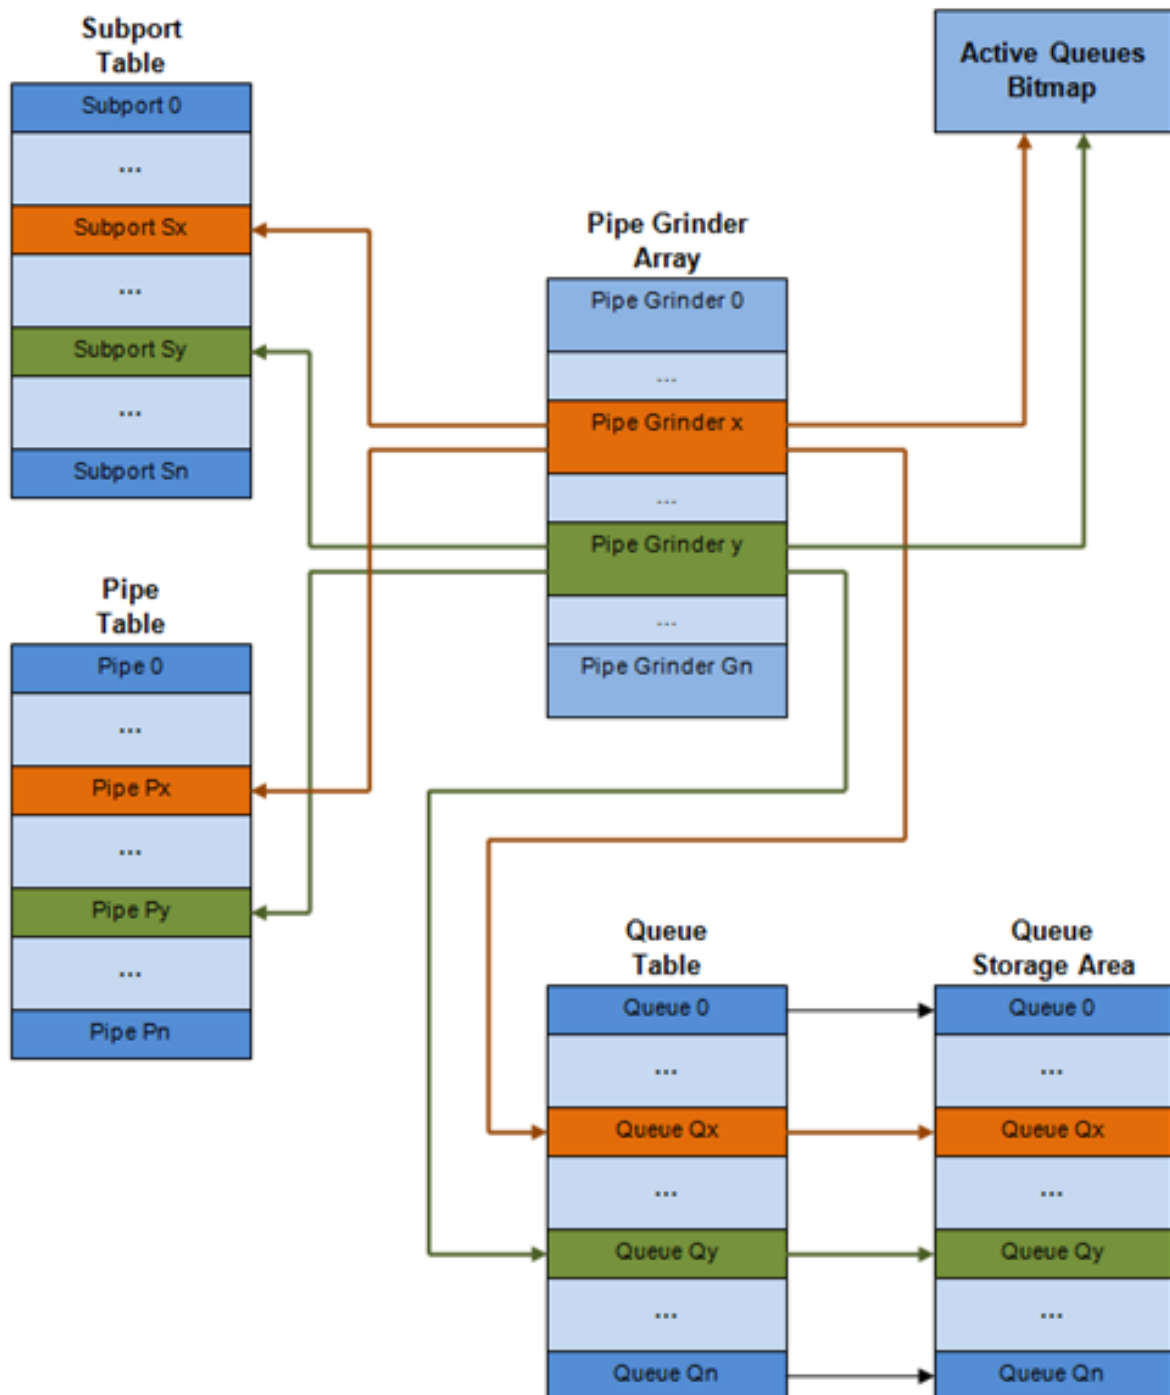 Subport
Table
Subport 0
...
Subport Sx
...
Subport Sy
...
Subport Sn
Active Queues
Bitmap
Pipe Grinder
Array
Pipe Grinder 0
...
Pipe Grinder x
...
Pipe Grinder y
...
Pipe Grinder Gn
Pipe
Table
Pipe 0
...
Pipe Px
...
Pipe Py
...
Pipe Pn
Queue
Table
Queue 0
...
Queue Qx
...
Queue Qy
...
Queue Qn
Queue
Storage Area
Queue 0
...
Queue Qx
...
Queue Qy
...
Queue Qn